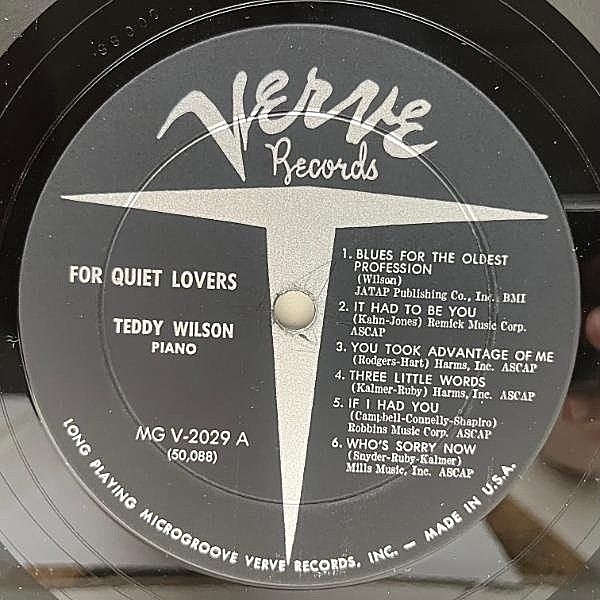 Verve
Records
FOR QUIET LOVERS
TEDDY WILSON
PIANO
MG V-2029 A
(50,088)
1. BLUES FOR THE OLDEST
PROFESSION
(Wilson)
JATAP Publishing Co., Inc. BMI
2. IT HAD TO BE YOU
(Kahn-Jones) Remick Music Corp.
ASCAP
3. YOU TOOK ADVANTAGE OF ME
(Rodgers-Hart) Harms, Inc. ASCAP
4. THREE LITTLE WORDS
(Kalmer-Ruby) Harms, Inc. ASCAP
5. IF I HAD YOU
(Campbell-Connelly-Shapiro)
Robbins Music Corp. ASCAP
6. WHO'S SORRY NOW
(Snyder-Ruby-Kalmer)
Mills Music, Inc. ASCAP
LONG PLAYING MICROGROOVE VERVE RECORDS, INC. — MADE IN U.S.A.